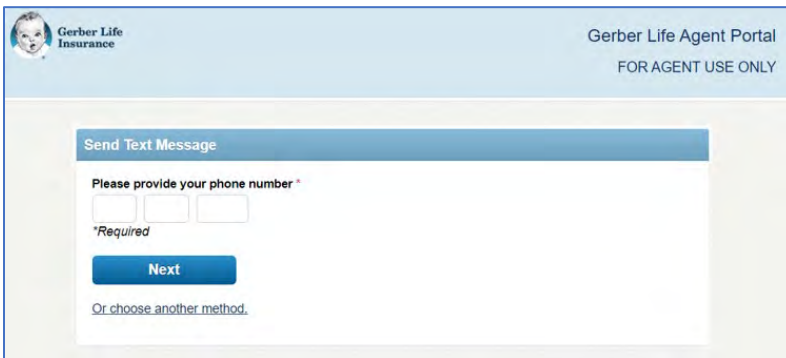 Gerber Life
Insurance
Gerber Life Agent Portal
FOR AGENT USE ONLY
Send Text Message
Please provide your phone number *
*Required
Next
Or choose another method.